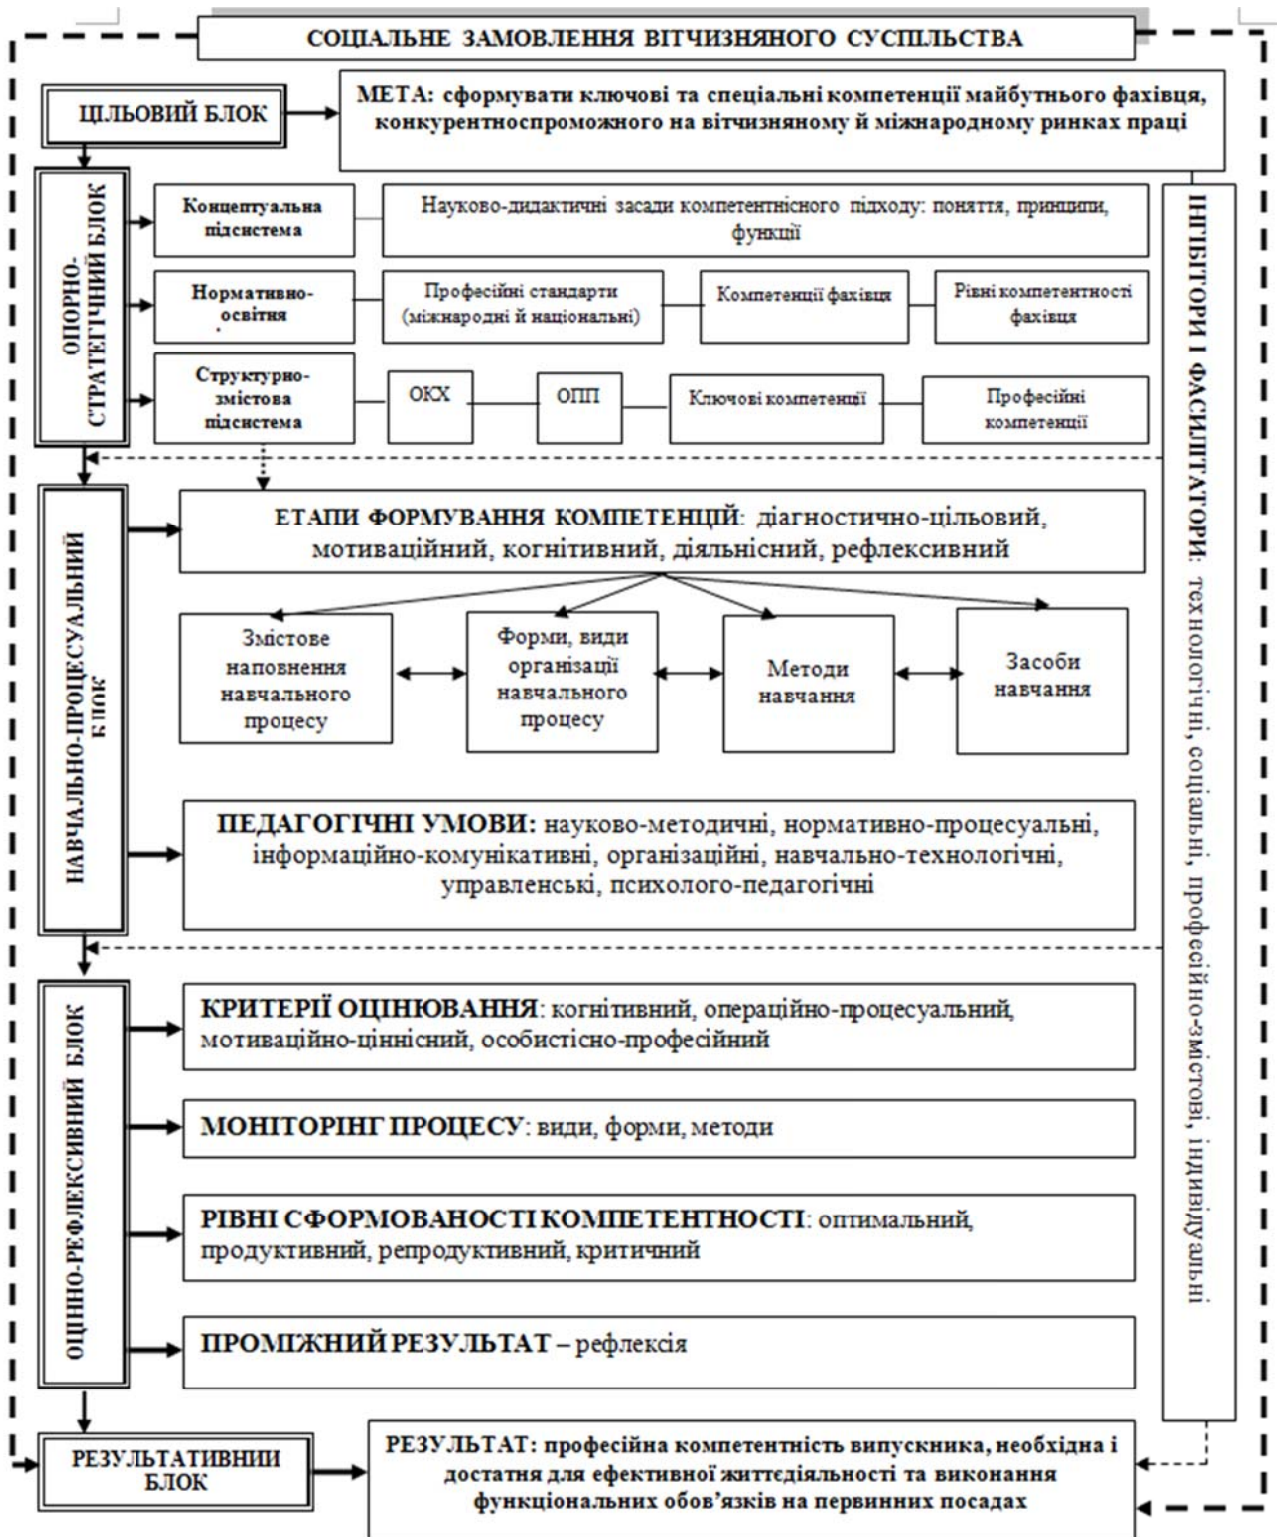 СОЦІАЛЬНЕ ЗАМОВЛЕННЯ ВІТЧИЗНЯНОГО СУСПІЛЬСТВА
ЦІЛЬОВИЙ БЛОК
МЕТА: сформувати ключові та спеціальні компетенції майбутнього фахівця,
конкурентноспроможного на вітчизняному й міжнародному ринках праці
ОПОРНО-
СТРАТЕГІЧНИЙ БЛОК
Концептуальна
підсистема
Науково-дидактичні засади компетентнісного підходу: поняття, принципи,
функції
Нормативно-
освітня
Професійні стандарти
(міжнародні й національні)
Компетенції фахівця
Рівні компетентності
фахівця
Структурно-
змістова
підсистема
ОКХ
ОПП
Ключові компетенції
Професійні
компетенції
НАВЧАЛЬНО-ПРОЦЕСУАЛЬНИЙ
БЛОК
ЕТАПИ ФОРМУВАННЯ КОМПЕТЕНЦІЙ: діагностично-цільовий,
мотиваційний, когнітивний, діяльнісний, рефлексивний
Змістове
наповнення
навчального
процесу
Форми, види
організації
навчального
процесу
Методи
навчання
Засоби
навчання
ПЕДАГОГІЧНІ УМОВИ: науково-методичні, нормативно-процесуальні,
інформаційно-комунікативні, організаційні, навчально-технологічні,
управленські, психолого-педагогічні
ОЦІННО-РЕФЛЕКСИВНИЙ БЛОК
КРИТЕРІЇ ОЦІНЮВАННЯ: когнітивний, операційно-процесуальний,
мотиваційно-ціннісний, особистісно-професійний
МОНІТОРІНГ ПРОЦЕСУ: види, форми, методи
РІВНІ СФОРМОВАНОСТІ КОМПЕТЕНТНОСТІ: оптимальний,
продуктивний, репродуктивний, критичний
ПРОМІЖНИЙ РЕЗУЛЬТАТ – рефлексія
РЕЗУЛЬТАТИВНИЙ
БЛОК
РЕЗУЛЬТАТ: професійна компетентність випускника, необхідна і
достатня для ефективної життєдіяльності та виконання
функціональних обов’язків на первинних посадах
ІНГІБІТОРИ І ФАСИЛІТАТОРИ: технологічні, соціальні, професійно-змістові, індивідуальні